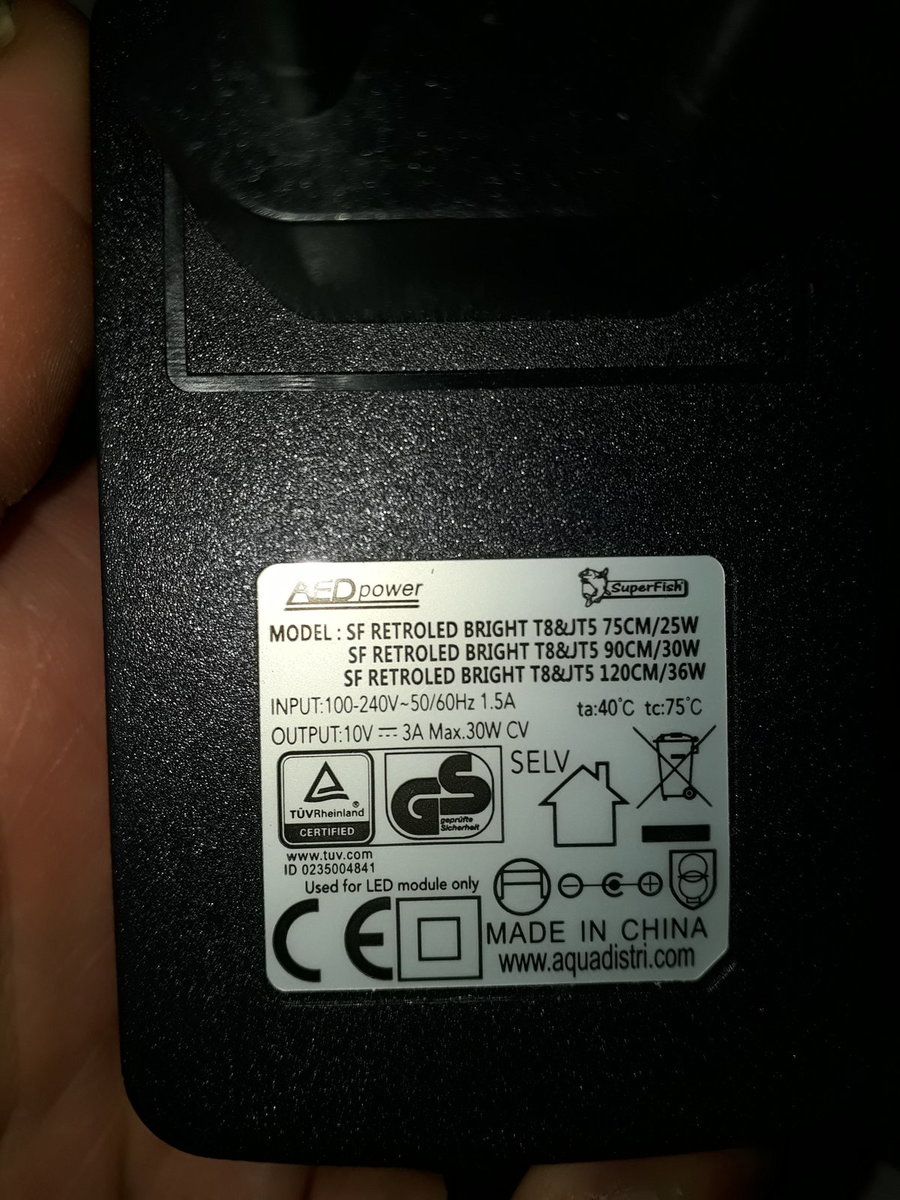 AEDpower
SuperFish
MODEL : SF RETROLED BRIGHT T8&JT5 75CM/25W
SF RETROLED BRIGHT T8&JT5 90CM/30W
SF RETROLED BRIGHT T8&JT5 120CM/36W
INPUT:100-240V~50/60Hz 1.5A
ta:40°C tc:75°C
OUTPUT:10V⎓ 3A Max.30W CV
SELV
TÜVRheinland®
CERTIFIED
GS
geprüfte
Sicherheit
www.tuv.com
ID 0235004841
Used for LED module only
CE
MADE IN CHINA
www.aquadistri.com